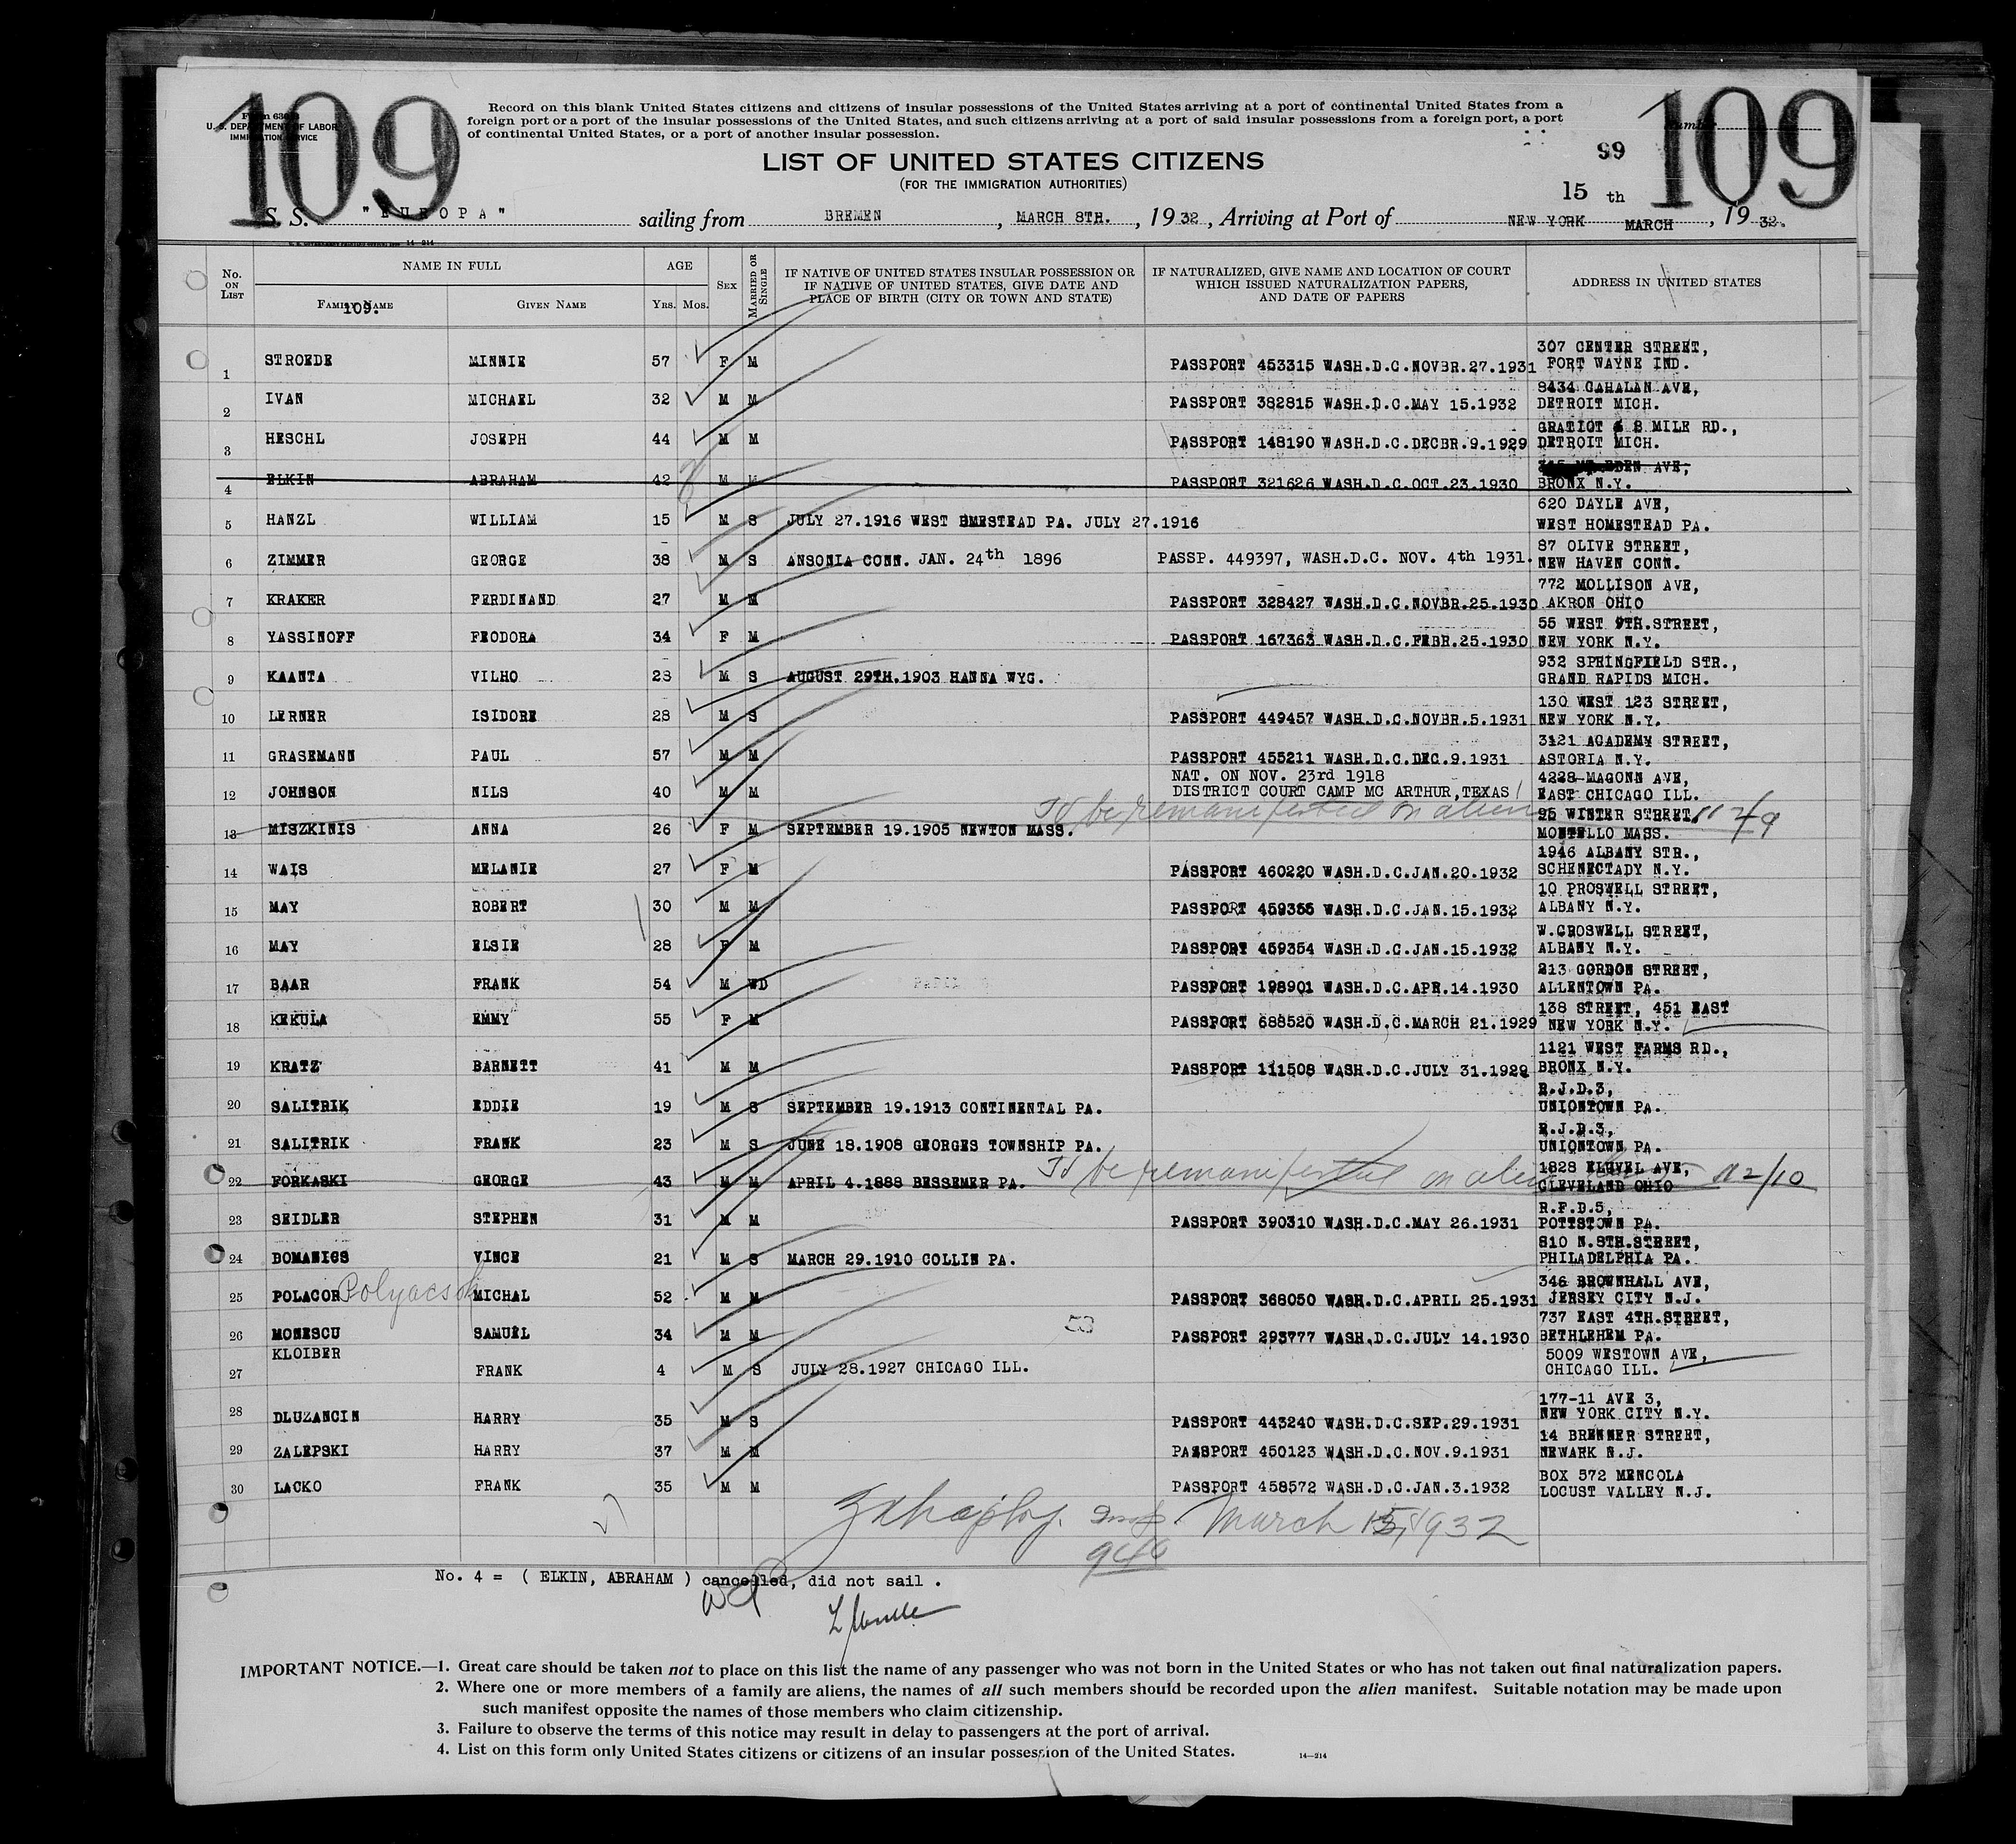 109
109
Form 630
U. S. DEPARTMENT OF LABOR
IMMIGRATION SERVICE
Record on this blank United States citizens and citizens of insular possessions of the United States arriving at a port of continental United States from a
foreign port or a port of the insular possessions of the United States, and such citizens arriving at a port of said insular possessions from a foreign port, a port
of continental United States, or a port of another insular possession.
Number
99
LIST OF UNITED STATES CITIZENS
(FOR THE IMMIGRATION AUTHORITIES)
15 th
S. S. "EUROPA" sailing from BREMEN, MARCH 8TH., 1932, Arriving at Port of NEW YORK MARCH, 1932.
14-214
No. ON LIST
NAME IN FULL
FAMILY NAME
GIVEN NAME
109.
AGE
YRS. MOS.
SEX
MARRIED OR SINGLE
IF NATIVE OF UNITED STATES INSULAR POSSESSION OR
IF NATIVE OF UNITED STATES, GIVE DATE AND
PLACE OF BIRTH (CITY OR TOWN AND STATE)
IF NATURALIZED, GIVE NAME AND LOCATION OF COURT
WHICH ISSUED NATURALIZATION PAPERS,
AND DATE OF PAPERS
ADDRESS IN UNITED STATES
1 STROEDE MINNIE 57 F M PASSPORT 453315 WASH.D.C.NOVBR.27.1931 307 CENTER STREET,
FORT WAYNE IND.
2 IVAN MICHAEL 32 M M PASSPORT 382815 WASH.D.C.MAY 15.1932 8434 CAHALAN AVE,
DETROIT MICH.
3 HESCHL JOSEPH 44 M M PASSPORT 148190 WASH.D.C.DECBR.9.1929 GRATIOT & 8 MILE RD.,
DETROIT MICH.
4 ELKIN ABRAHAM 42 M M PASSPORT 321626 WASH.D.C.OCT.23.1930 EDEN AVE,
BRONX N.Y.
5 HANZL WILLIAM 15 M S JULY 27.1916 WEST HMESTEAD PA. JULY 27.1916 620 DAYLE AVE,
WEST HOMESTEAD PA.
6 ZIMMER GEORGE 38 M S ANSONIA CONN. JAN. 24th 1896 PASSP. 449397, WASH.D.C. NOV. 4th 1931. 87 OLIVE STREET,
NEW HAVEN CONN.
7 KRAKER FERDINAND 27 M M PASSPORT 328427 WASH.D.C.NOVBR.25.1930 772 MOLLISON AVE,
AKRON OHIO
8 YASSINOFF FEODORA 34 F M PASSPORT 167363 WASH.D.C.FEBR.25.1930 55 WEST 9TH.STREET,
NEW YORK N.Y.
9 KAANTA VILHO 28 M S AUGUST 29TH.1903 HANNA WYG. 932 SPRINGFIELD STR.,
GRAND RAPIDS MICH.
10 LERNER ISIDORE 28 M S PASSPORT 449457 WASH.D.C.NOVBR.5.1931 130 WEST 123 STREET,
NEW YORK N.Y.
11 GRASEMANN PAUL 57 M M PASSPORT 455211 WASH.D.C.DEC.9.1931 3121 ACADEMY STREET,
ASTORIA N.Y.
12 JOHNSON NILS 40 M M NAT. ON NOV. 23rd 1918
DISTRICT COURT CAMP MC ARTHUR,TEXAS 4228 MAGONN AVE,
EAST CHICAGO ILL.
To be remanifested on alien 112/9
13 MISZKINIS ANNA 26 F M SEPTEMBER 19.1905 NEWTON MASS. 95 WINTER STREET,
MONTELLO MASS.
14 WAIS MELANIE 27 F M PASSPORT 460220 WASH.D.C.JAN.20.1932 1946 ALBANY STR.,
SCHENECTADY N.Y.
15 MAY ROBERT 30 M M PASSPORT 459355 WASH.D.C.JAN.15.1932 10 PROSWELL STREET,
ALBANY N.Y.
16 MAY ELSIE 28 F M PASSPORT 459354 WASH.D.C.JAN.15.1932 W.CROSWELL STREET,
ALBANY N.Y.
17 BAAR FRANK 54 M WD PASSPORT 198901 WASH.D.C.APR.14.1930 213 GORDON STREET,
ALLENTOWN PA.
18 KEKULA EMMY 55 F M PASSPORT 688520 WASH.D.C.MARCH 21.1929 138 STREET, 451 EAST
NEW YORK N.Y.
19 KRATZ BARNETT 41 M M PASSPORT 111508 WASH.D.C.JULY 31.1929 1121 WEST FARMS RD.,
BRONX N.Y.
20 SALITRIK EDDIE 19 M S SEPTEMBER 19.1913 CONTINENTAL PA. R.J.D.3,
UNIONTOWN PA.
21 SALITRIK FRANK 23 M S JUNE 18.1908 GEORGES TOWNSHIP PA. R.J.D.3,
UNIONTOWN PA.
To be remanifested on alien 112/10
22 FORKASKI GEORGE 43 M M APRIL 4.1888 BESSEMER PA. 1828 ELGVEL AVE,
CLEVELAND OHIO
23 SEIDLER STEPHEN 31 M M PASSPORT 390310 WASH.D.C.MAY 26.1931 R.F.D.5,
POTTSTOWN PA.
24 BOMANICS VINCE 21 M S MARCH 29.1910 COLLIN PA. 810 N.8TH.STREET,
PHILADELPHIA PA.
25 POLACOR Polyacsok MICHAL 52 M M PASSPORT 368050 WASH.D.C.APRIL 25.1931 346 BROWNHALL AVE,
JERSEY CITY N.J.
26 MONESCU SAMUEL 34 M M 53 PASSPORT 293777 WASH.D.C.JULY 14.1930 737 EAST 4TH.STREET,
BETHLEHEM PA.
27 KLOIBER FRANK 4 M S JULY 28.1927 CHICAGO ILL. 5009 WESTOWN AVE,
CHICAGO ILL.
28 DLUZANCIN HARRY 35 M S PASSPORT 443240 WASH.D.C.SEP.29.1931 177-11 AVE 3,
NEW YORK CITY N.Y.
29 ZALEPSKI HARRY 37 M M PASSPORT 450123 WASH.D.C.NOV.9.1931 14 BRENNER STREET,
NEWARK N.J.
30 LACKO FRANK 35 M M PASSPORT 458572 WASH.D.C.JAN.3.1932 BOX 572 MENCOLA
LOCUST VALLEY N.J.
Insp. March 15, 1932
946
No. 4 = ( ELKIN, ABRAHAM ) cancelled, did not sail .
IMPORTANT NOTICE.—1. Great care should be taken not to place on this list the name of any passenger who was not born in the United States or who has not taken out final naturalization papers.
2. Where one or more members of a family are aliens, the names of all such members should be recorded upon the alien manifest. Suitable notation may be made upon
such manifest opposite the names of those members who claim citizenship.
3. Failure to observe the terms of this notice may result in delay to passengers at the port of arrival.
4. List on this form only United States citizens or citizens of an insular possession of the United States.
14—214